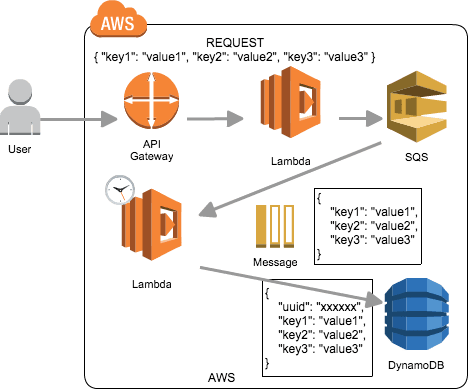 AWS
REQUEST
{ "key1": "value1", "key2": "value2", "key3": "value3" }
User
API
Gateway
Lambda
SQS
Lambda
Message
{
"key1": "value1",
"key2": "value2",
"key3": "value3"
}
{
"uuid": "xxxxxx",
"key1": "value1",
"key2": "value2",
"key3": "value3"
}
DynamoDB
AWS